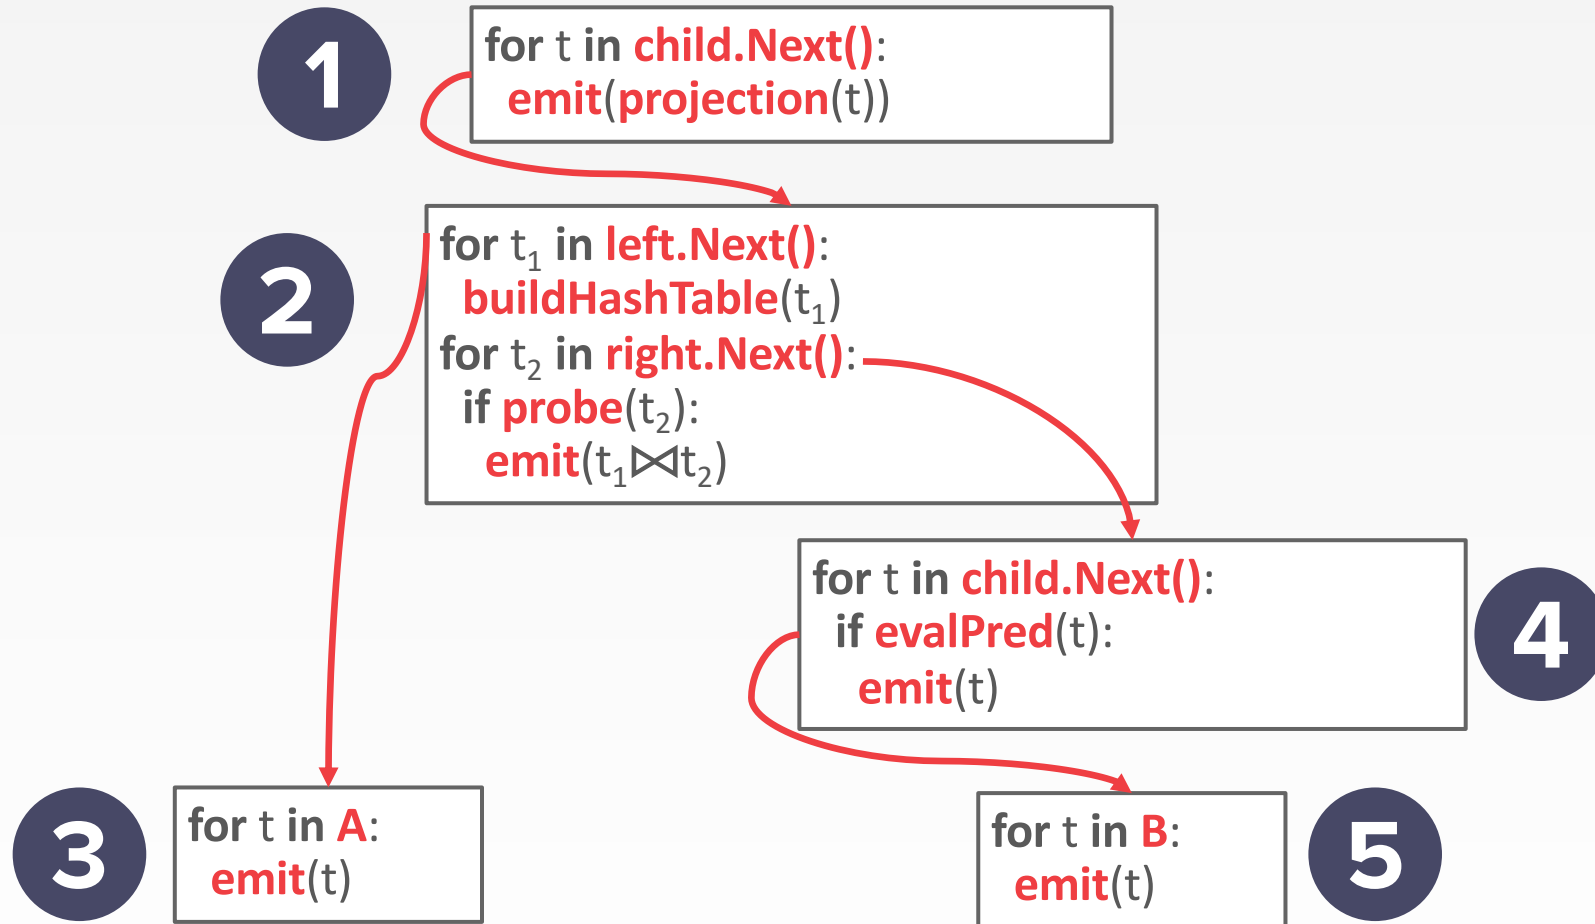 1
for t in child.Next():
emit(projection(t))
2
for t₁ in left.Next():
buildHashTable(t₁)
for t₂ in right.Next():
if probe(t₂):
emit(t₁⨝t₂)
for t in child.Next():
if evalPred(t):
emit(t)
4
3
for t in A:
emit(t)
for t in B:
emit(t)
5